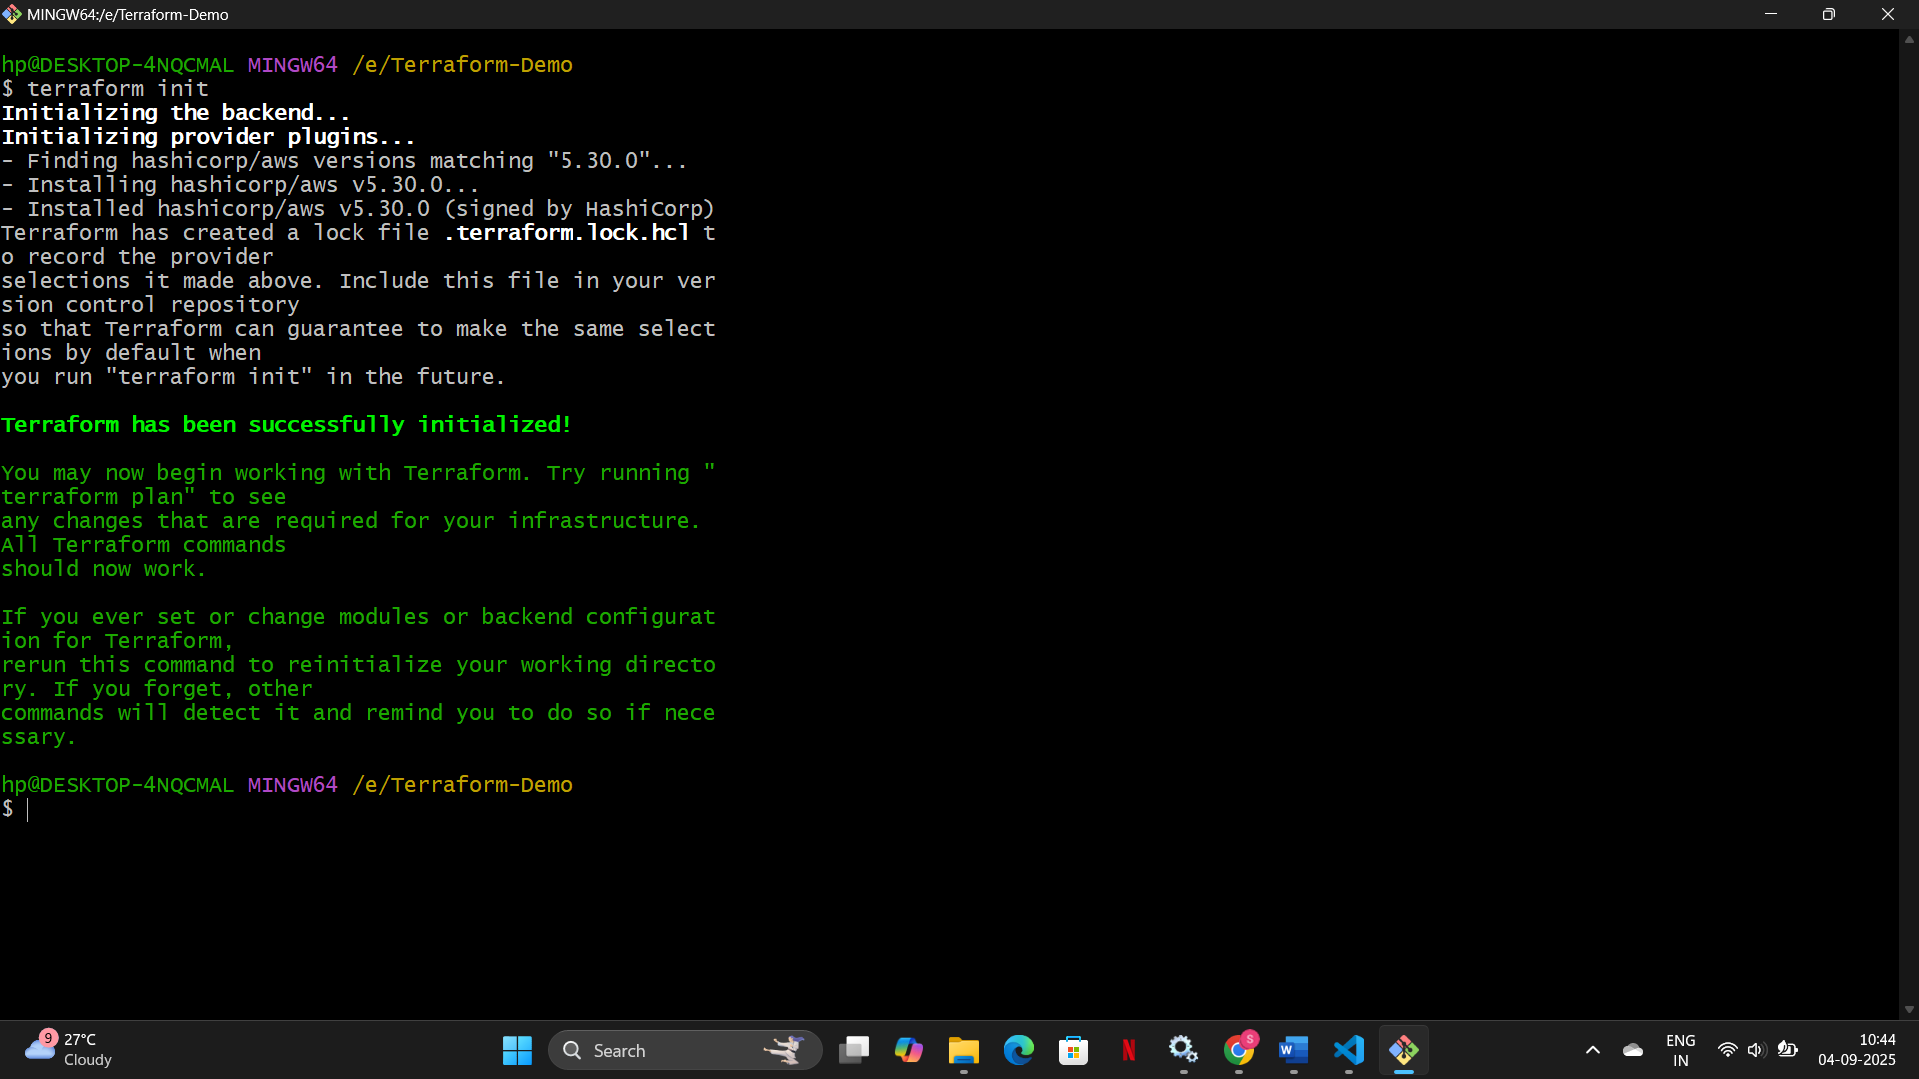 MINGW64:/e/Terraform-Demo
hp@DESKTOP-4NQCMAL MINGW64 /e/Terraform-Demo
$ terraform init
Initializing the backend...
Initializing provider plugins...
- Finding hashicorp/aws versions matching "5.30.0"...
- Installing hashicorp/aws v5.30.0...
- Installed hashicorp/aws v5.30.0 (signed by HashiCorp)
Terraform has created a lock file .terraform.lock.hcl t
o record the provider
selections it made above. Include this file in your ver
sion control repository
so that Terraform can guarantee to make the same select
ions by default when
you run "terraform init" in the future.
Terraform has been successfully initialized!
You may now begin working with Terraform. Try running "
terraform plan" to see
any changes that are required for your infrastructure.
All Terraform commands
should now work.
If you ever set or change modules or backend configurat
ion for Terraform,
rerun this command to reinitialize your working directo
ry. If you forget, other
commands will detect it and remind you to do so if nece
ssary.
hp@DESKTOP-4NQCMAL MINGW64 /e/Terraform-Demo
$
9
27°C
Cloudy
Search
N
S
W
ENG
IN
10:44
04-09-2025